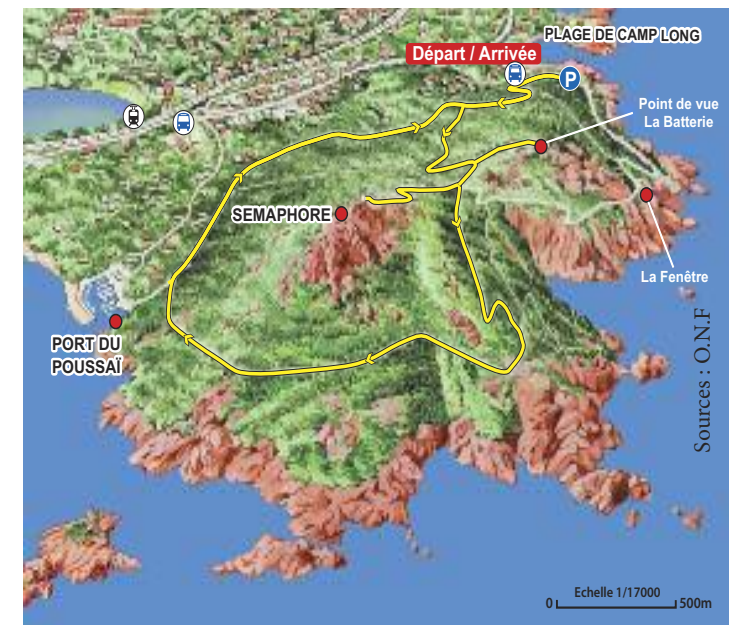 PLAGE DE CAMP LONG
Départ / Arrivée
P
Point de vue
La Batterie
SEMAPHORE
La Fenêtre
PORT DU
POUSSAÏ
Sources : O.N.F
Echelle 1/17000
0 500m